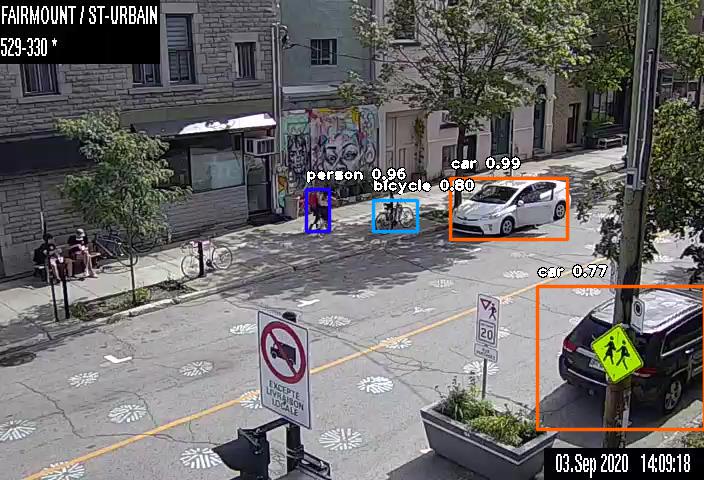 FAIRMOUNT / ST-URBAIN
529-330 *
person 0.96
bicycle 0.80
car 0.99
car 0.77
20
EXCEPTÉ
LIVRAISON
LOCALE
03.Sep 2020 14:09:18